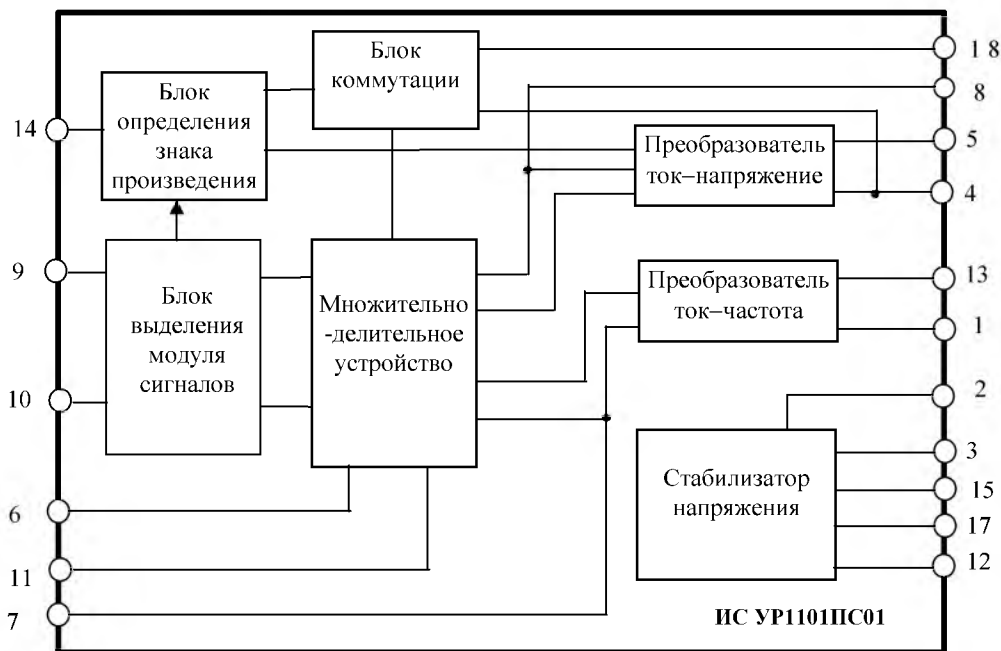 Блок
коммутации
1 8
8
Блок
определения
знака
произведения
14
Преобразователь
ток–напряжение
5
4
9
Блок
выделения
модуля
сигналов
10
Множительно
-делительное
устройство
Преобразователь
ток–частота
13
1
2
Стабилизатор
напряжения
3
15
17
12
6
11
7
ИС УР1101ПС01